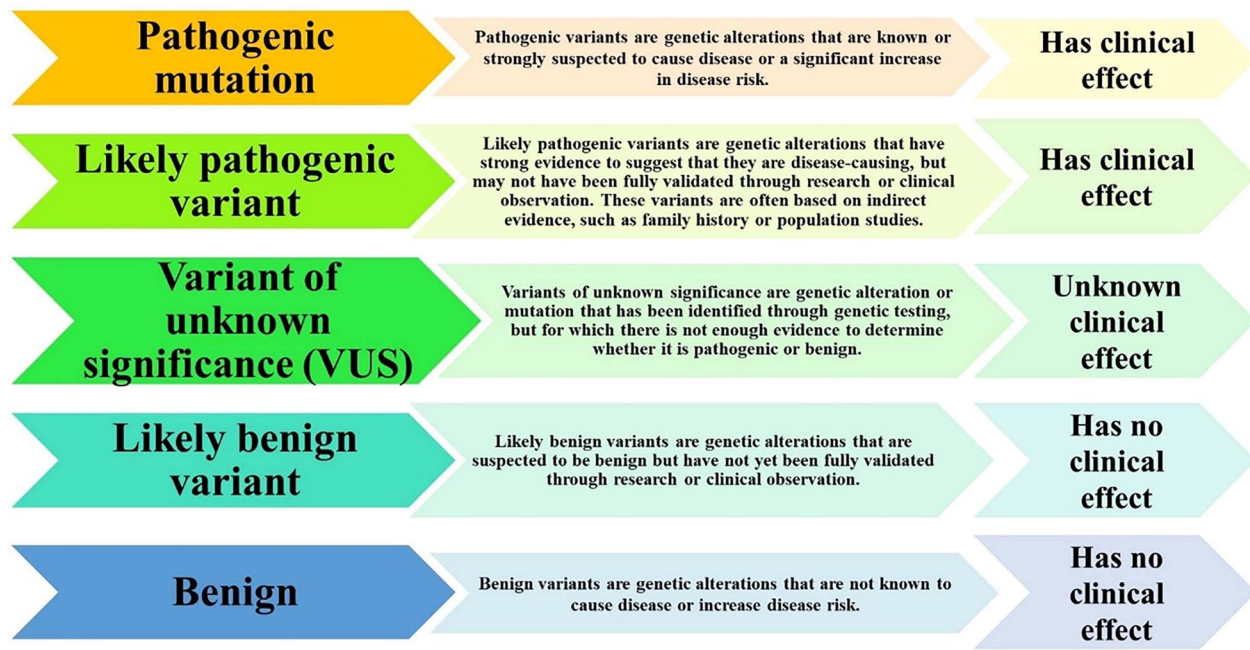 Pathogenic
mutation
Pathogenic variants are genetic alterations that are known or
strongly suspected to cause disease or a significant increase
in disease risk.
Has clinical
effect
Likely pathogenic
variant
Likely pathogenic variants are genetic alterations that have
strong evidence to suggest that they are disease-causing, but
may not have been fully validated through research or clinical
observation. These variants are often based on indirect
evidence, such as family history or population studies.
Has clinical
effect
Variant of
unknown
significance (VUS)
Variants of unknown significance are genetic alteration or
mutation that has been identified through genetic testing,
but for which there is not enough evidence to determine
whether it is pathogenic or benign.
Unknown
clinical
effect
Likely benign
variant
Likely benign variants are genetic alterations that are
suspected to be benign but have not yet been fully validated
through research or clinical observation.
Has no
clinical
effect
Benign
Benign variants are genetic alterations that are not known to
cause disease or increase disease risk.
Has no
clinical
effect